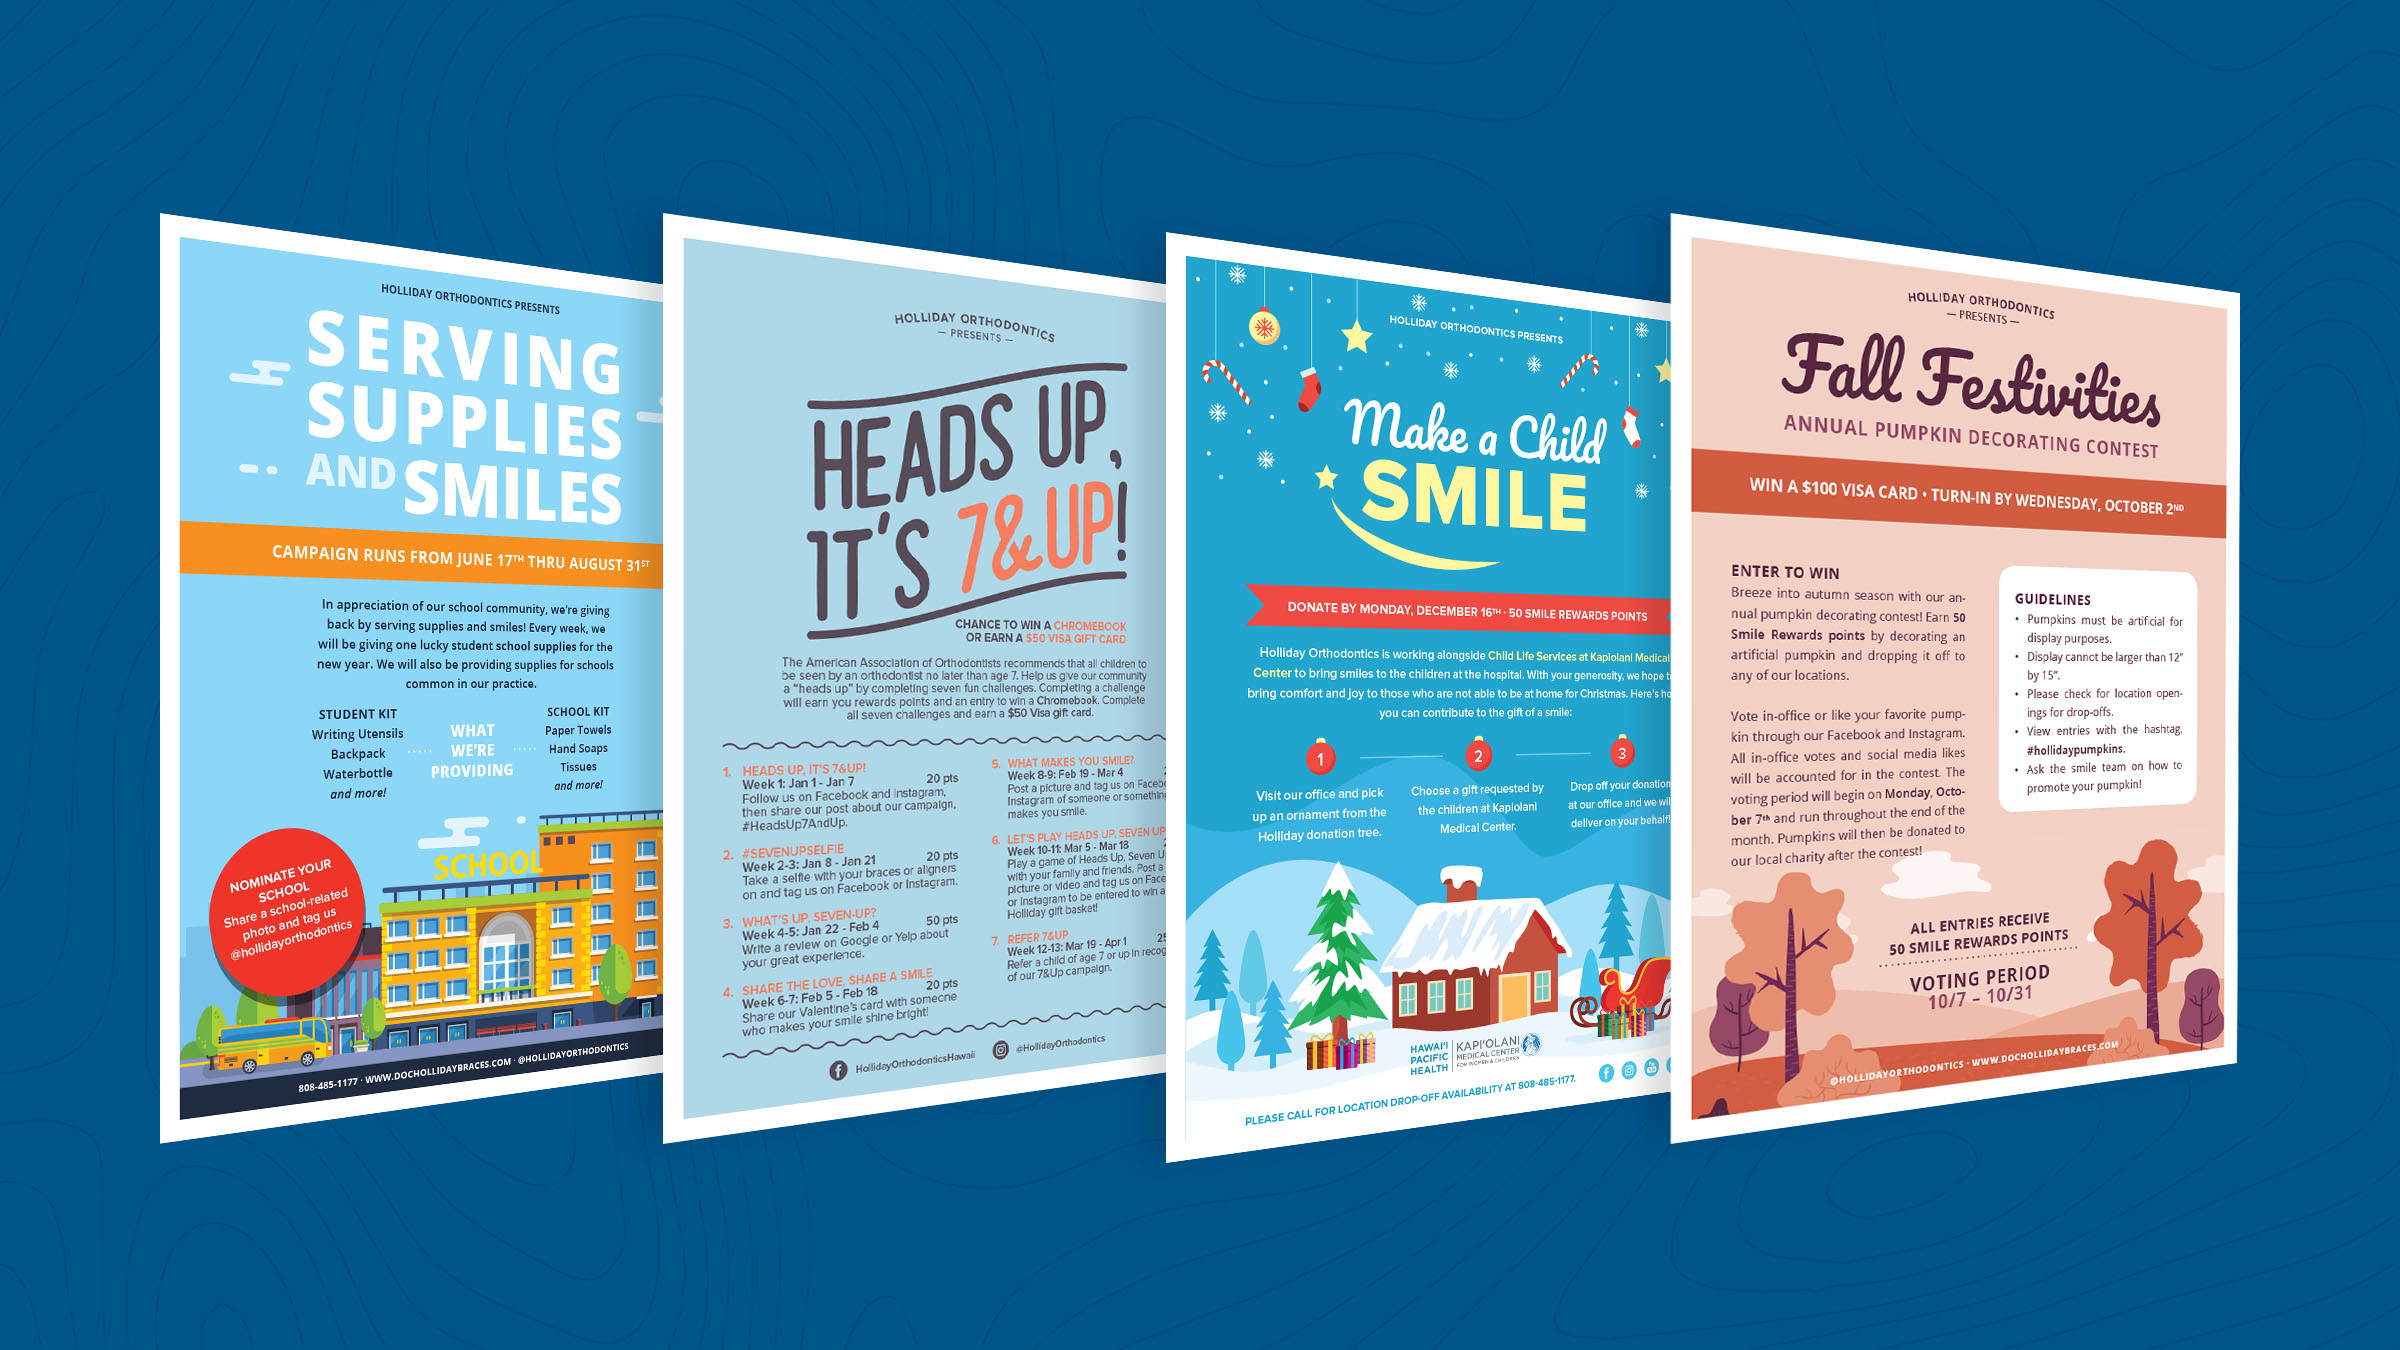 HOLLIDAY ORTHODONTICS PRESENTS
SERVING
SUPPLIES
AND SMILES
CAMPAIGN RUNS FROM JUNE 17TH THRU AUGUST 31ST
In appreciation of our school community, we're giving
back by serving supplies and smiles! Every week, we
will be giving one lucky student school supplies for the
new year. We will also be providing supplies for schools
common in our practice.
STUDENT KIT
Writing Utensils
Backpack
Waterbottle
and more!
WHAT
WE'RE
PROVIDING
SCHOOL KIT
Paper Towels
Hand Soaps
Tissues
and more!
NOMINATE YOUR
SCHOOL
Share a school-related
photo and tag us
@hollidayorthodontics
SCHOOL
808-485-1177 · WWW.DOCHOLLIDAYBRACES.COM · @HOLLIDAYORTHODONTICS
HOLLIDAY ORTHODONTICS
— PRESENTS —
HEADS UP,
IT'S 7&UP!
CHANCE TO WIN A CHROMEBOOK
OR EARN A $50 VISA GIFT CARD
The American Association of Orthodontists recommends that all children to
be seen by an orthodontist no later than age 7. Help us give our community
a "heads up" by completing seven fun challenges. Completing a challenge
will earn you rewards points and an entry to win a Chromebook. Complete
all seven challenges and earn a $50 Visa gift card.
1. HEADS UP, IT'S 7&UP!
Week 1: Jan 1 - Jan 7 20 pts
Follow us on Facebook and Instagram,
then share our post about our campaign,
#HeadsUp7AndUp.
2. #SEVENUPSELFIE
Week 2-3: Jan 8 - Jan 21 20 pts
Take a selfie with your braces or aligners
on and tag us on Facebook or Instagram.
3. WHAT'S UP, SEVEN-UP?
Week 4-5: Jan 22 - Feb 4 50 pts
Write a review on Google or Yelp about
your great experience.
4. SHARE THE LOVE, SHARE A SMILE
Week 6-7: Feb 5 - Feb 18 20 pts
Share our Valentine's card with someone
who makes your smile shine bright!
5. WHAT MAKES YOU SMILE?
Week 8-9: Feb 19 - Mar 4
Post a picture and tag us on
Instagram of someone or
makes you smile.
6. LET'S PLAY HEADS UP, SEVEN UP
Week 10-11: Mar 5 - Mar 18
Play a game of Heads Up, Seven
with your family and friends. Post a
picture or video and tag us on
or Instagram to be entered to win a
Holliday gift basket!
7. REFER 7&UP
Week 12-13: Mar 19 - Apr 1
Refer a child of age 7 or up in
of our 7&Up campaign.
HollidayOrthodonticsHawaii
@HollidayOrthodontics
HOLLIDAY ORTHODONTICS PRESENTS
Make a Child
SMILE
DONATE BY MONDAY, DECEMBER 16TH · 50 SMILE REWARDS POINTS
Holliday Orthodontics is working alongside Child Life Services at Kapiolani Medical
Center to bring smiles to the children at the hospital. With your generosity, we hope
bring comfort and joy to those who are not able to be at home for Christmas. Here's
you can contribute to the gift of a smile:
1
Visit our office and pick
up an ornament from the
Holliday donation tree.
2
Choose a gift requested by
the children at Kapiolani
Medical Center.
3
Drop off your donation
at our office and we
deliver on your behalf!
HAWAI'I
PACIFIC
HEALTH
KAPI'OLANI
MEDICAL CENTER
FOR WOMEN & CHILDREN
PLEASE CALL FOR LOCATION DROP-OFF AVAILABILITY AT 808-485-1177.
HOLLIDAY ORTHODONTICS
— PRESENTS —
Fall Festivities
ANNUAL PUMPKIN DECORATING CONTEST
WIN A $100 VISA CARD • TURN-IN BY WEDNESDAY, OCTOBER 2ND
ENTER TO WIN
Breeze into autumn season with our an-
nual pumpkin decorating contest! Earn 50
Smile Rewards points by decorating an
artificial pumpkin and dropping it off to
any of our locations.
Vote in-office or like your favorite pump-
kin through our Facebook and Instagram.
All in-office votes and social media likes
will be accounted for in the contest. The
voting period will begin on Monday, Octo-
ber 7th and run throughout the end of the
month. Pumpkins will then be donated to
our local charity after the contest!
GUIDELINES
• Pumpkins must be artificial for
display purposes.
• Display cannot be larger than 12"
by 15".
• Please check for location open-
ings for drop-offs.
• View entries with the hashtag,
#hollidaypumpkins.
• Ask the smile team on how to
promote your pumpkin!
ALL ENTRIES RECEIVE
50 SMILE REWARDS POINTS
VOTING PERIOD
10/7 – 10/31
@HOLLIDAYORTHODONTICS • WWW.DOCHOLLIDAYBRACES.COM